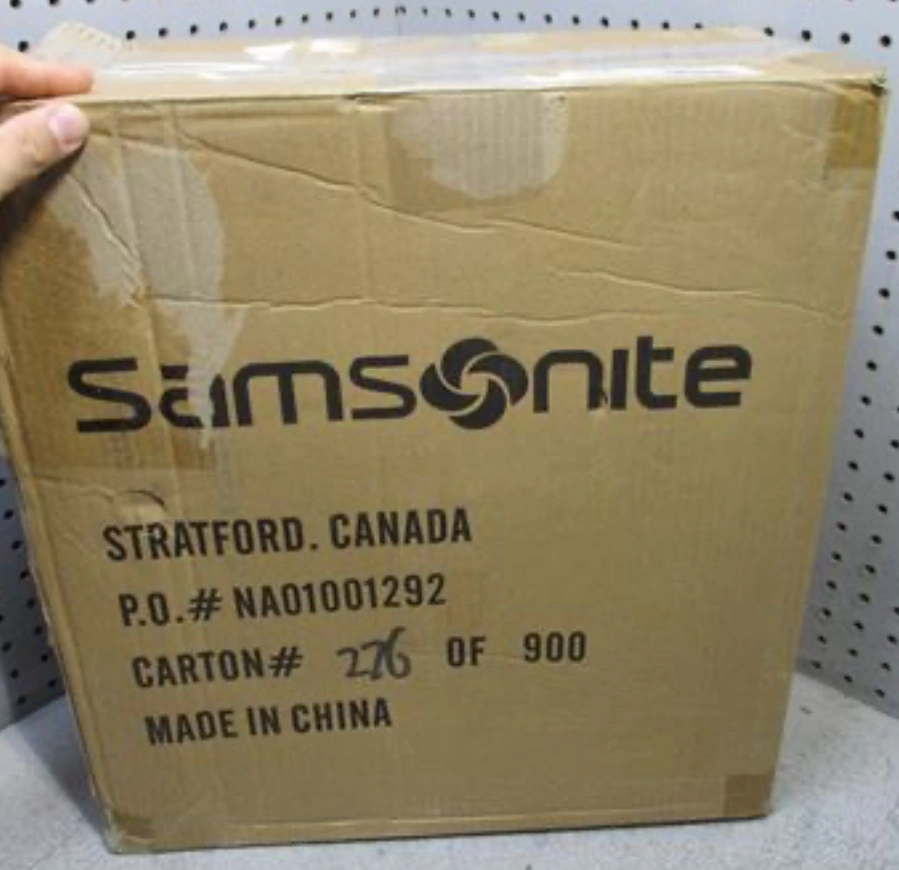 Samsonite
STRATFORD. CANADA
P.O.# NA01001292
CARTON# 276 OF 900
MADE IN CHINA